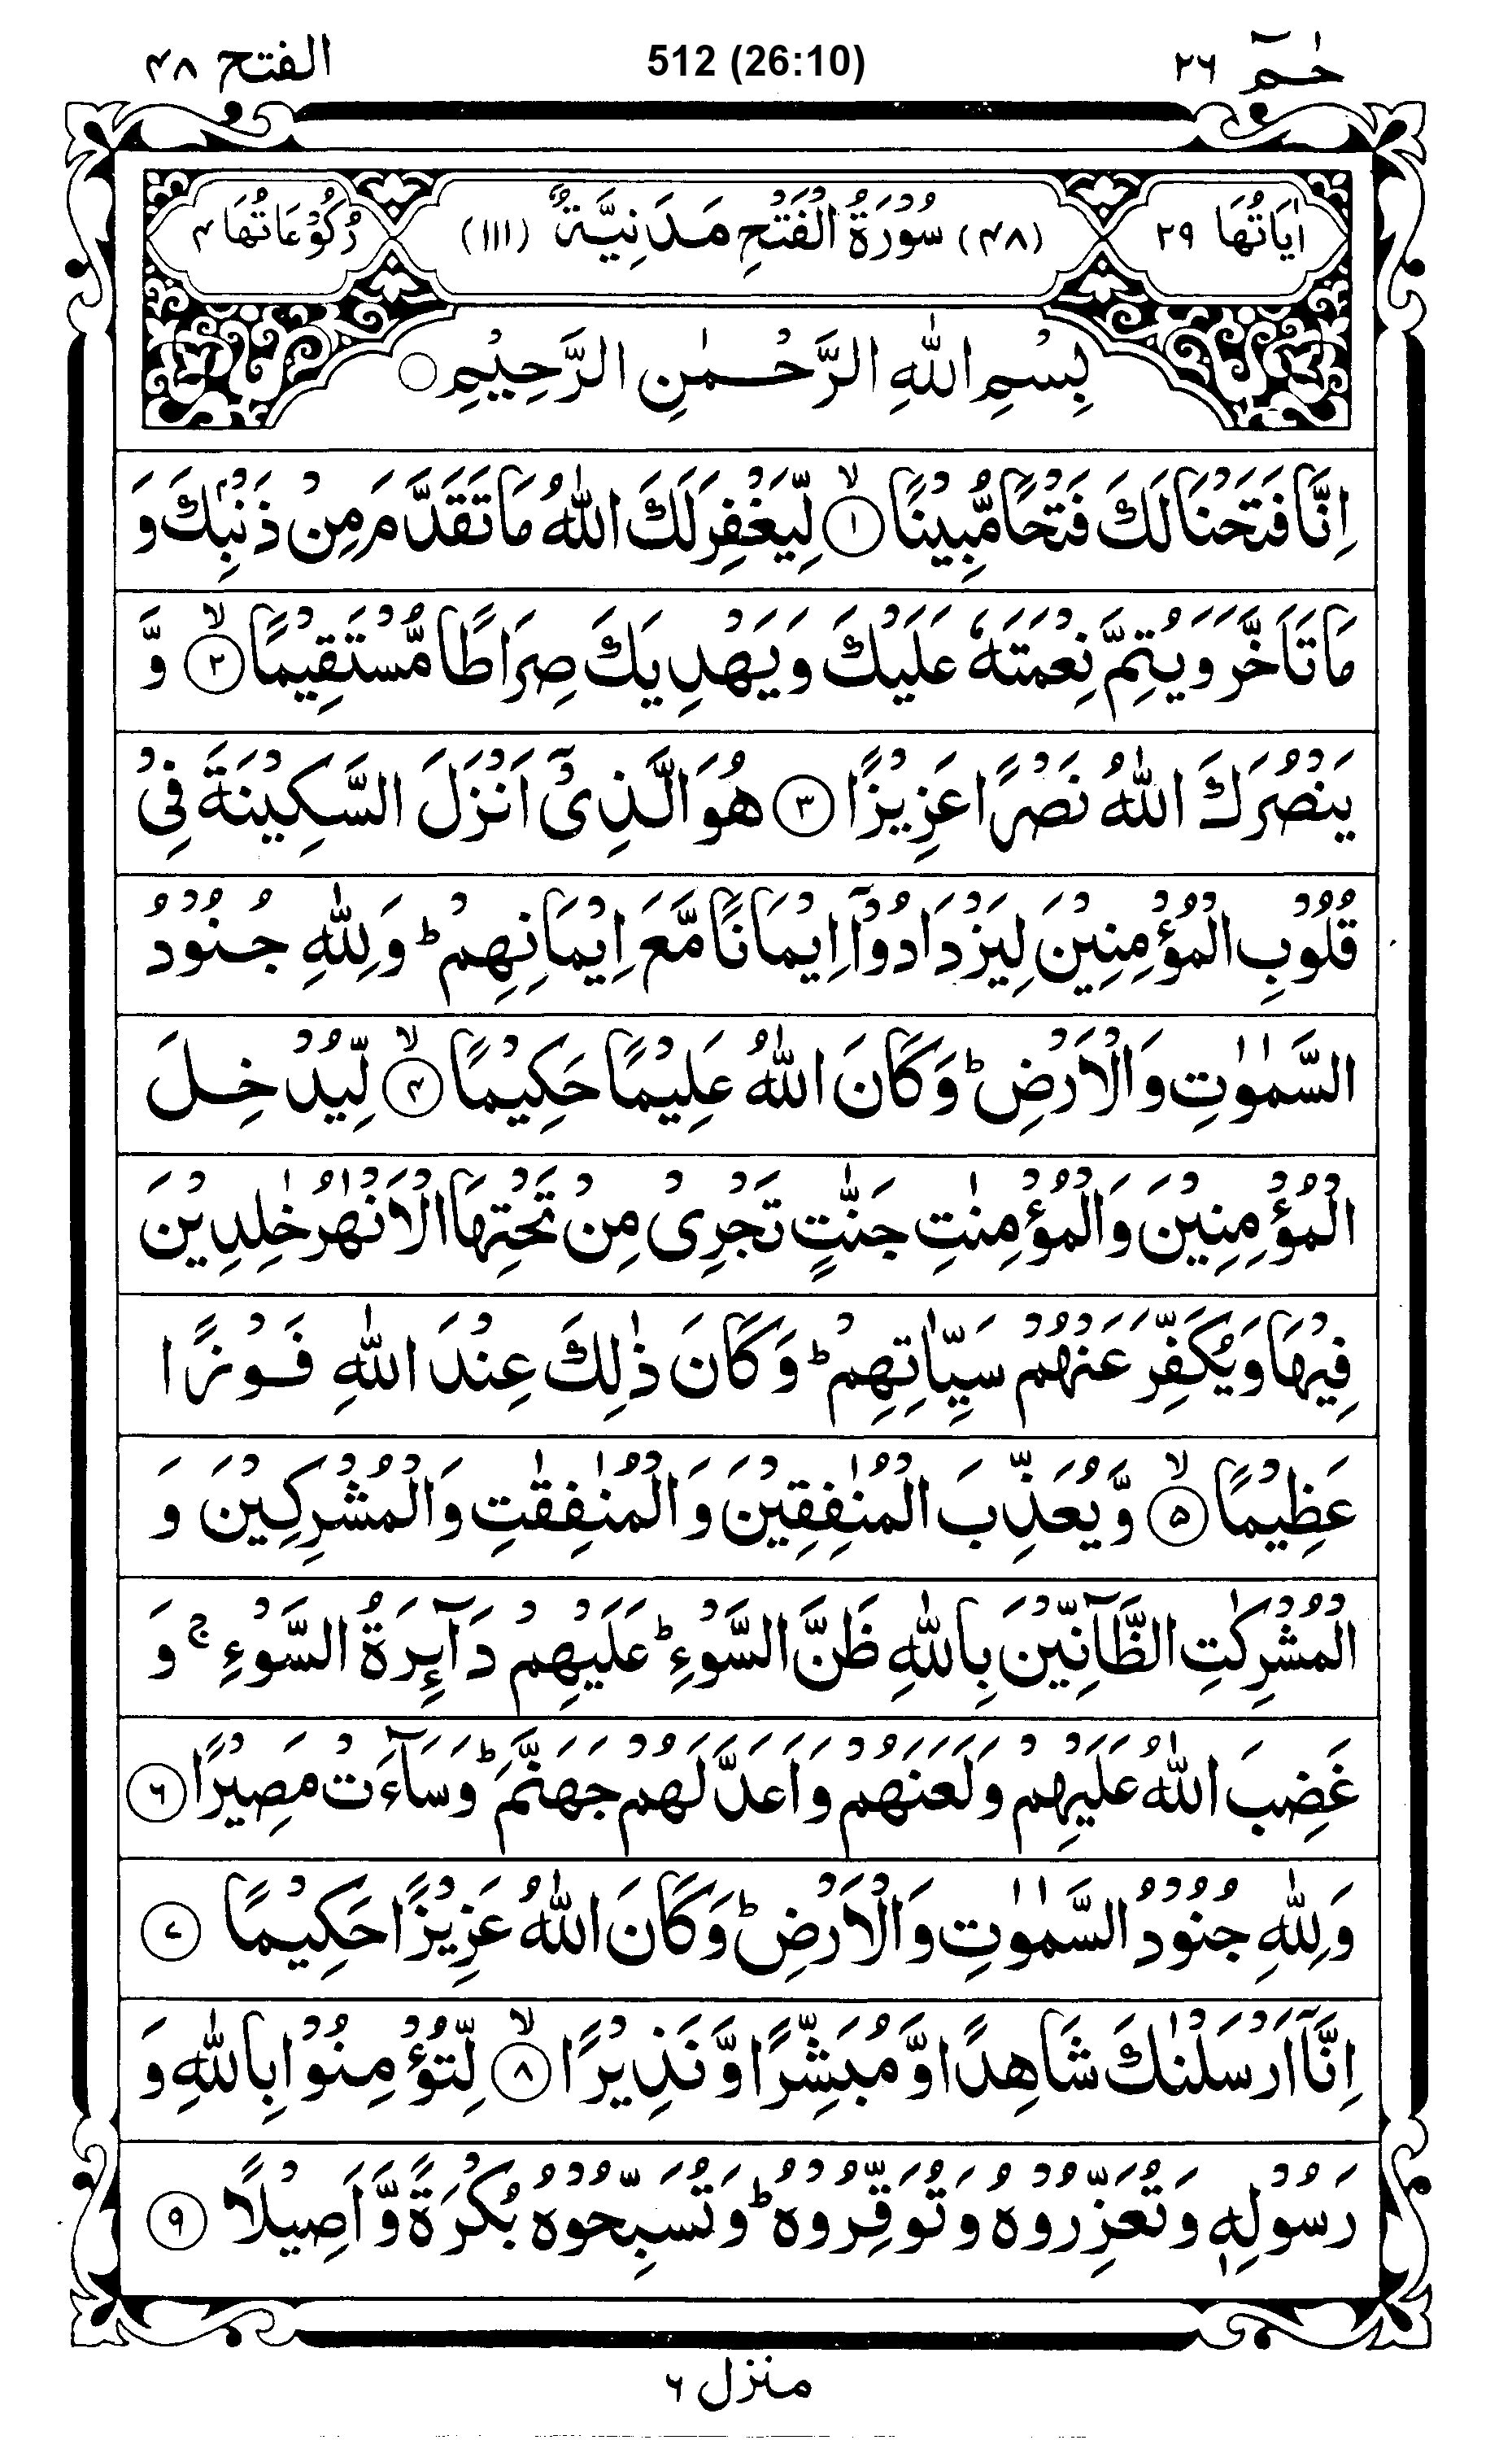 حٰمٓ ٢٦ 512 (26:10) الفتح ٤٨
اٰيَاتُهَا ٢٩ (٤٨) سُوْرَةُ الْفَتْحِ مَدَنِيَّةٌ (١١١) رُكُوْعَاتُهَا ٤
بِسْمِ اللّٰهِ الرَّحْمٰنِ الرَّحِيْمِ ○
اِنَّا فَتَحْنَا لَكَ فَتْحًا مُّبِيْنًا ۙ﴿١﴾ لِّيَغْفِرَ لَكَ اللّٰهُ مَا تَقَدَّمَ مِنْ ذَنْۢبِكَ وَ
مَا تَاَخَّرَ وَيُتِمَّ نِعْمَتَهٗ عَلَيْكَ وَيَهْدِيَكَ صِرَاطًا مُّسْتَقِيْمًا ۙ﴿٢﴾ وَّ
يَنْصُرَكَ اللّٰهُ نَصْرًا عَزِيْزًا ﴿٣﴾ هُوَ الَّذِيْۤ اَنْزَلَ السَّكِيْنَةَ فِيْ
قُلُوْبِ الْمُؤْمِنِيْنَ لِيَزْدَادُوْۤا اِيْمَانًا مَّعَ اِيْمَانِهِمْ ؕ وَلِلّٰهِ جُنُوْدُ
السَّمٰوٰتِ وَالْاَرْضِ ؕ وَكَانَ اللّٰهُ عَلِيْمًا حَكِيْمًا ۙ﴿٤﴾ لِّيُدْخِلَ
الْمُؤْمِنِيْنَ وَالْمُؤْمِنٰتِ جَنّٰتٍ تَجْرِيْ مِنْ تَحْتِهَا الْاَنْهٰرُ خٰلِدِيْنَ
فِيْهَا وَيُكَفِّرَ عَنْهُمْ سَيِّاٰتِهِمْ ؕ وَكَانَ ذٰلِكَ عِنْدَ اللّٰهِ فَوْزًا
عَظِيْمًا ۙ﴿٥﴾ وَّيُعَذِّبَ الْمُنٰفِقِيْنَ وَالْمُنٰفِقٰتِ وَالْمُشْرِكِيْنَ وَ
الْمُشْرِكٰتِ الظَّآنِّيْنَ بِاللّٰهِ ظَنَّ السَّوْءِ ؕ عَلَيْهِمْ دَآئِرَةُ السَّوْءِ ۚ وَ
غَضِبَ اللّٰهُ عَلَيْهِمْ وَلَعَنَهُمْ وَاَعَدَّ لَهُمْ جَهَنَّمَ ؕ وَسَآءَتْ مَصِيْرًا ﴿٦﴾
وَلِلّٰهِ جُنُوْدُ السَّمٰوٰتِ وَالْاَرْضِ ؕ وَكَانَ اللّٰهُ عَزِيْزًا حَكِيْمًا ﴿٧﴾
اِنَّاۤ اَرْسَلْنٰكَ شَاهِدًا وَّمُبَشِّرًا وَّنَذِيْرًا ۙ﴿٨﴾ لِّتُؤْمِنُوْا بِاللّٰهِ وَ
رَسُوْلِهٖ وَتُعَزِّرُوْهُ وَتُوَقِّرُوْهُ ؕ وَتُسَبِّحُوْهُ بُكْرَةً وَّاَصِيْلًا ﴿٩﴾
منزل ٦